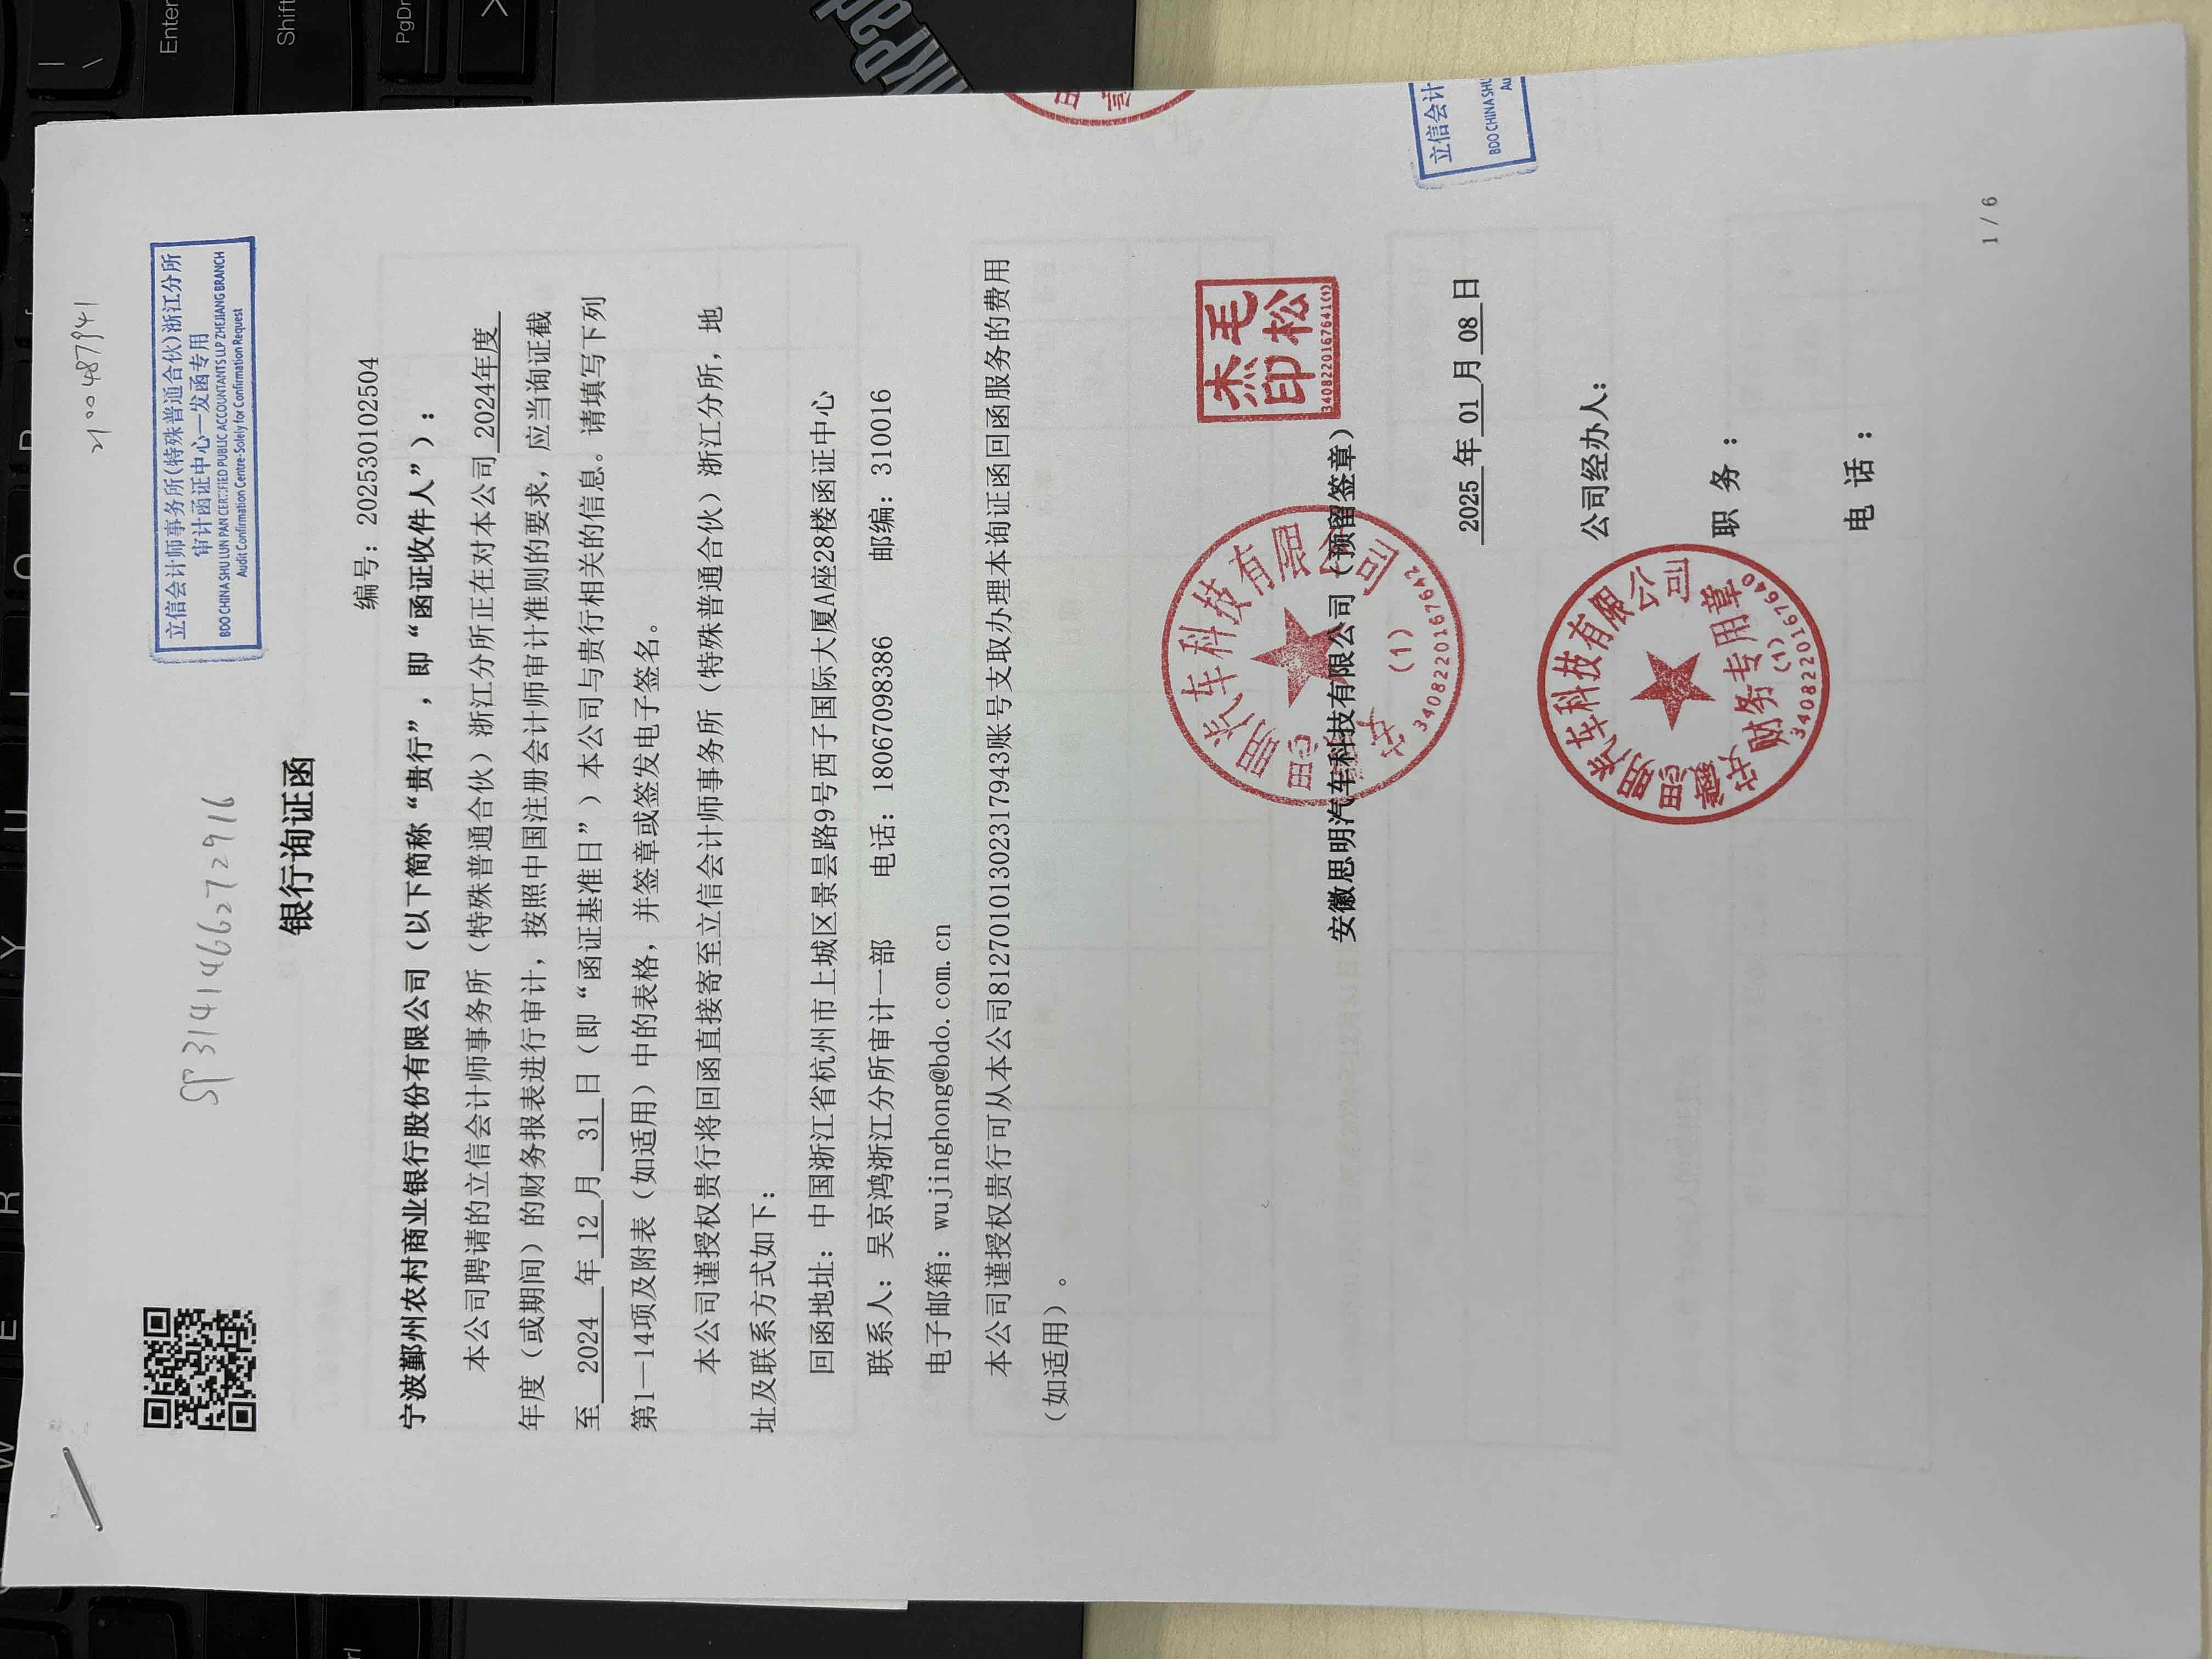 2100487941
SP3141466272916
立信会计师事务所(特殊普通合伙)浙江分所
审计函证中心—发函专用
BDO CHINA SHU LUN PAN CERTIFIED PUBLIC ACCOUNTANTS LLP ZHEJIANG BRANCH
Audit Confirmation Centre-Solely for Confirmation Request
银行询证函
编号：202530102504
宁波鄞州农村商业银行股份有限公司（以下简称“贵行”，即“函证收件人”）：
本公司聘请的立信会计师事务所（特殊普通合伙）浙江分所正在对本公司 2024年度
年度（或期间）的财务报表进行审计，按照中国注册会计师审计准则的要求，应当询证截
至 2024 年 12 月 31 日（即“函证基准日”）本公司与贵行相关的信息。请填写下列
第1—14项及附表（如适用）中的表格，并签章或签发电子签名。
本公司谨授权贵行将回函直接寄至立信会计师事务所（特殊普通合伙）浙江分所，地
址及联系方式如下：
回函地址：中国浙江省杭州市上城区景昙路9号西子国际大厦A座28楼函证中心
联系人：吴京鸿浙江分所审计一部 电话：18067098386 邮编：310016
电子邮箱：wujinghong@bdo.com.cn
本公司谨授权贵行可从本公司81270101302317943账号支取办理本询证函回函服务的费用
（如适用）。
安徽思明汽车科技有限公司
(1)
3408220167642
毛松杰印
3408220167641(1)
安徽思明汽车科技有限公司（预留签章）
2025 年 01 月 08 日
立信会计
BDO CHINA SHU
Au
公司经办人：
安徽思明汽车科技有限公司
财务专用章
(1)
3408220167640
职 务 ：
电 话 ：
1 / 6
W E R T Y U I O P
Enter
Shift
PgDn